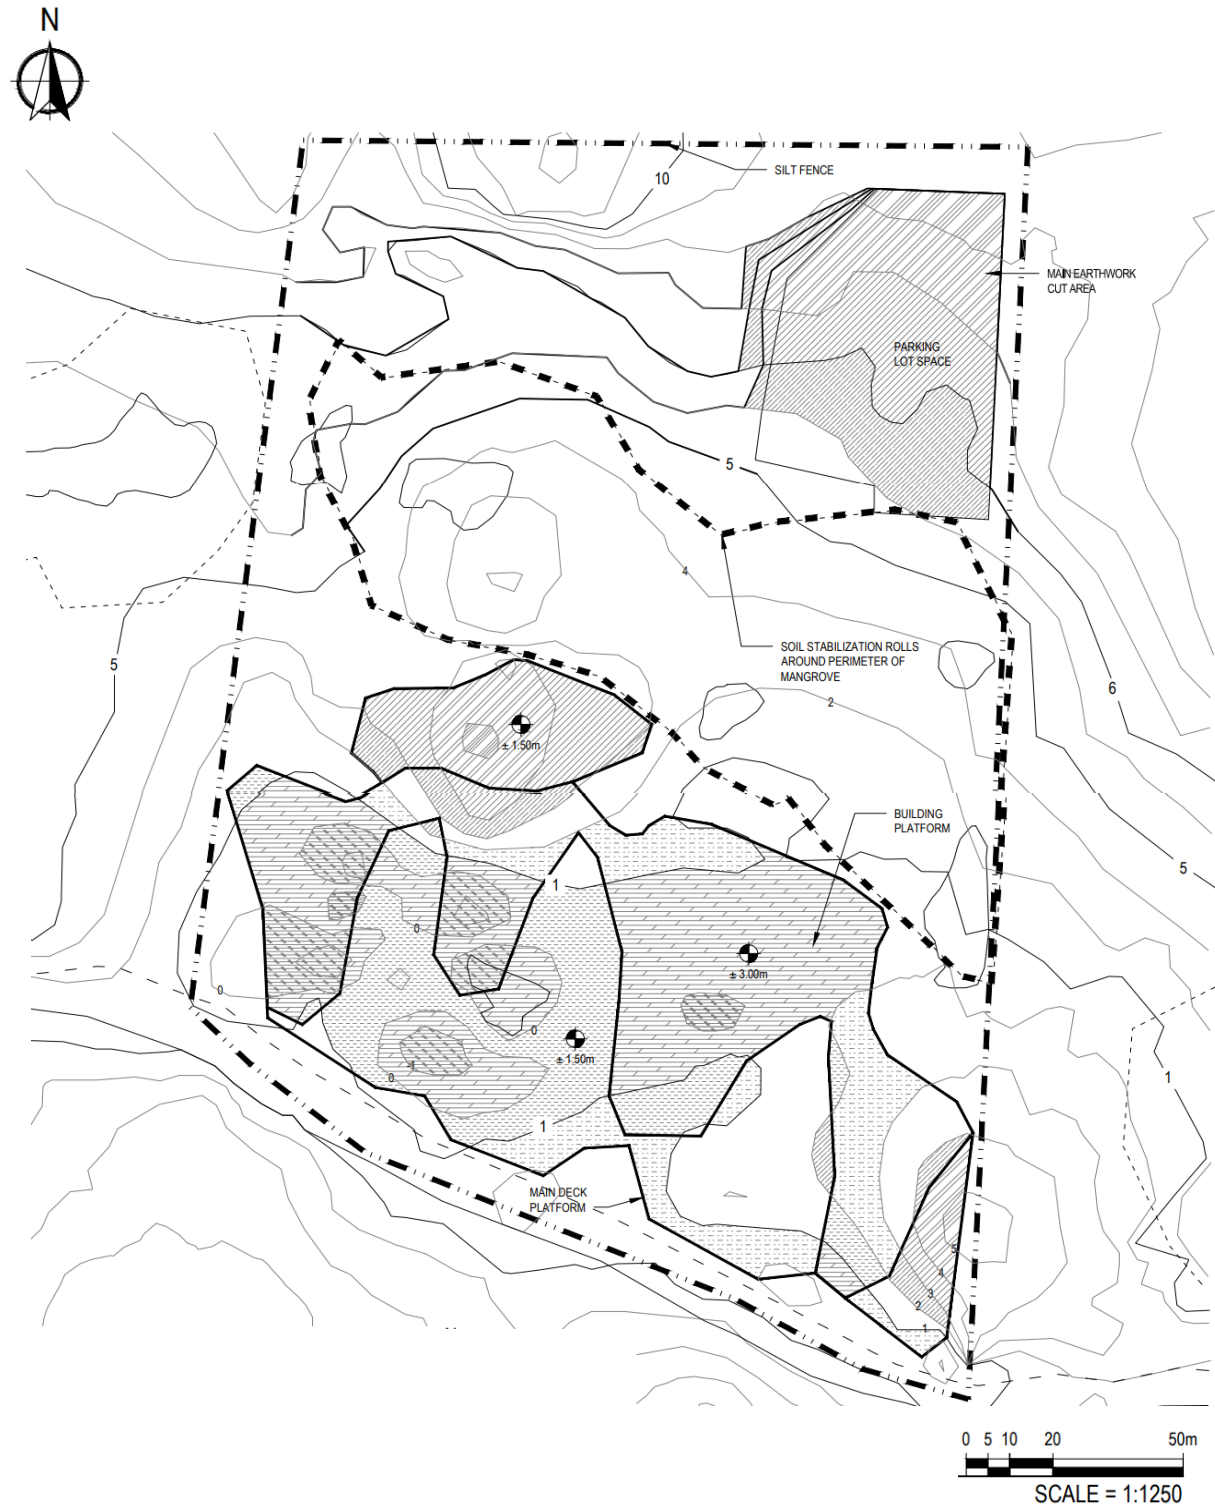 N
10
SILT FENCE
MAIN EARTHWORK
CUT AREA
PARKING
LOT SPACE
5
4
SOIL STABILIZATION ROLLS
AROUND PERIMETER OF
MANGROVE
5
6
2
± 1.50m
BUILDING
PLATFORM
5
1
0
± 3.00m
0
0
± 1.50m
-1
0
1
1
MAIN DECK
PLATFORM
5
4
3
2
1
0 5 10 20 50m
SCALE = 1:1250